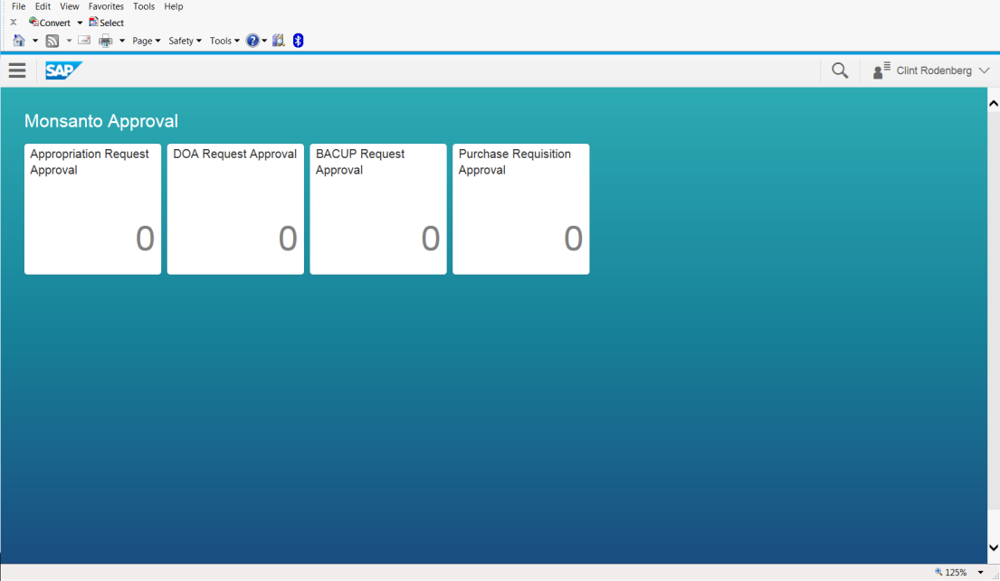 File Edit View Favorites Tools Help
x Convert Select
Page Safety Tools ?
SAP Clint Rodenberg
Monsanto Approval
Appropriation Request
Approval
0
DOA Request Approval
0
BACUP Request
Approval
0
Purchase Requisition
Approval
0
125%